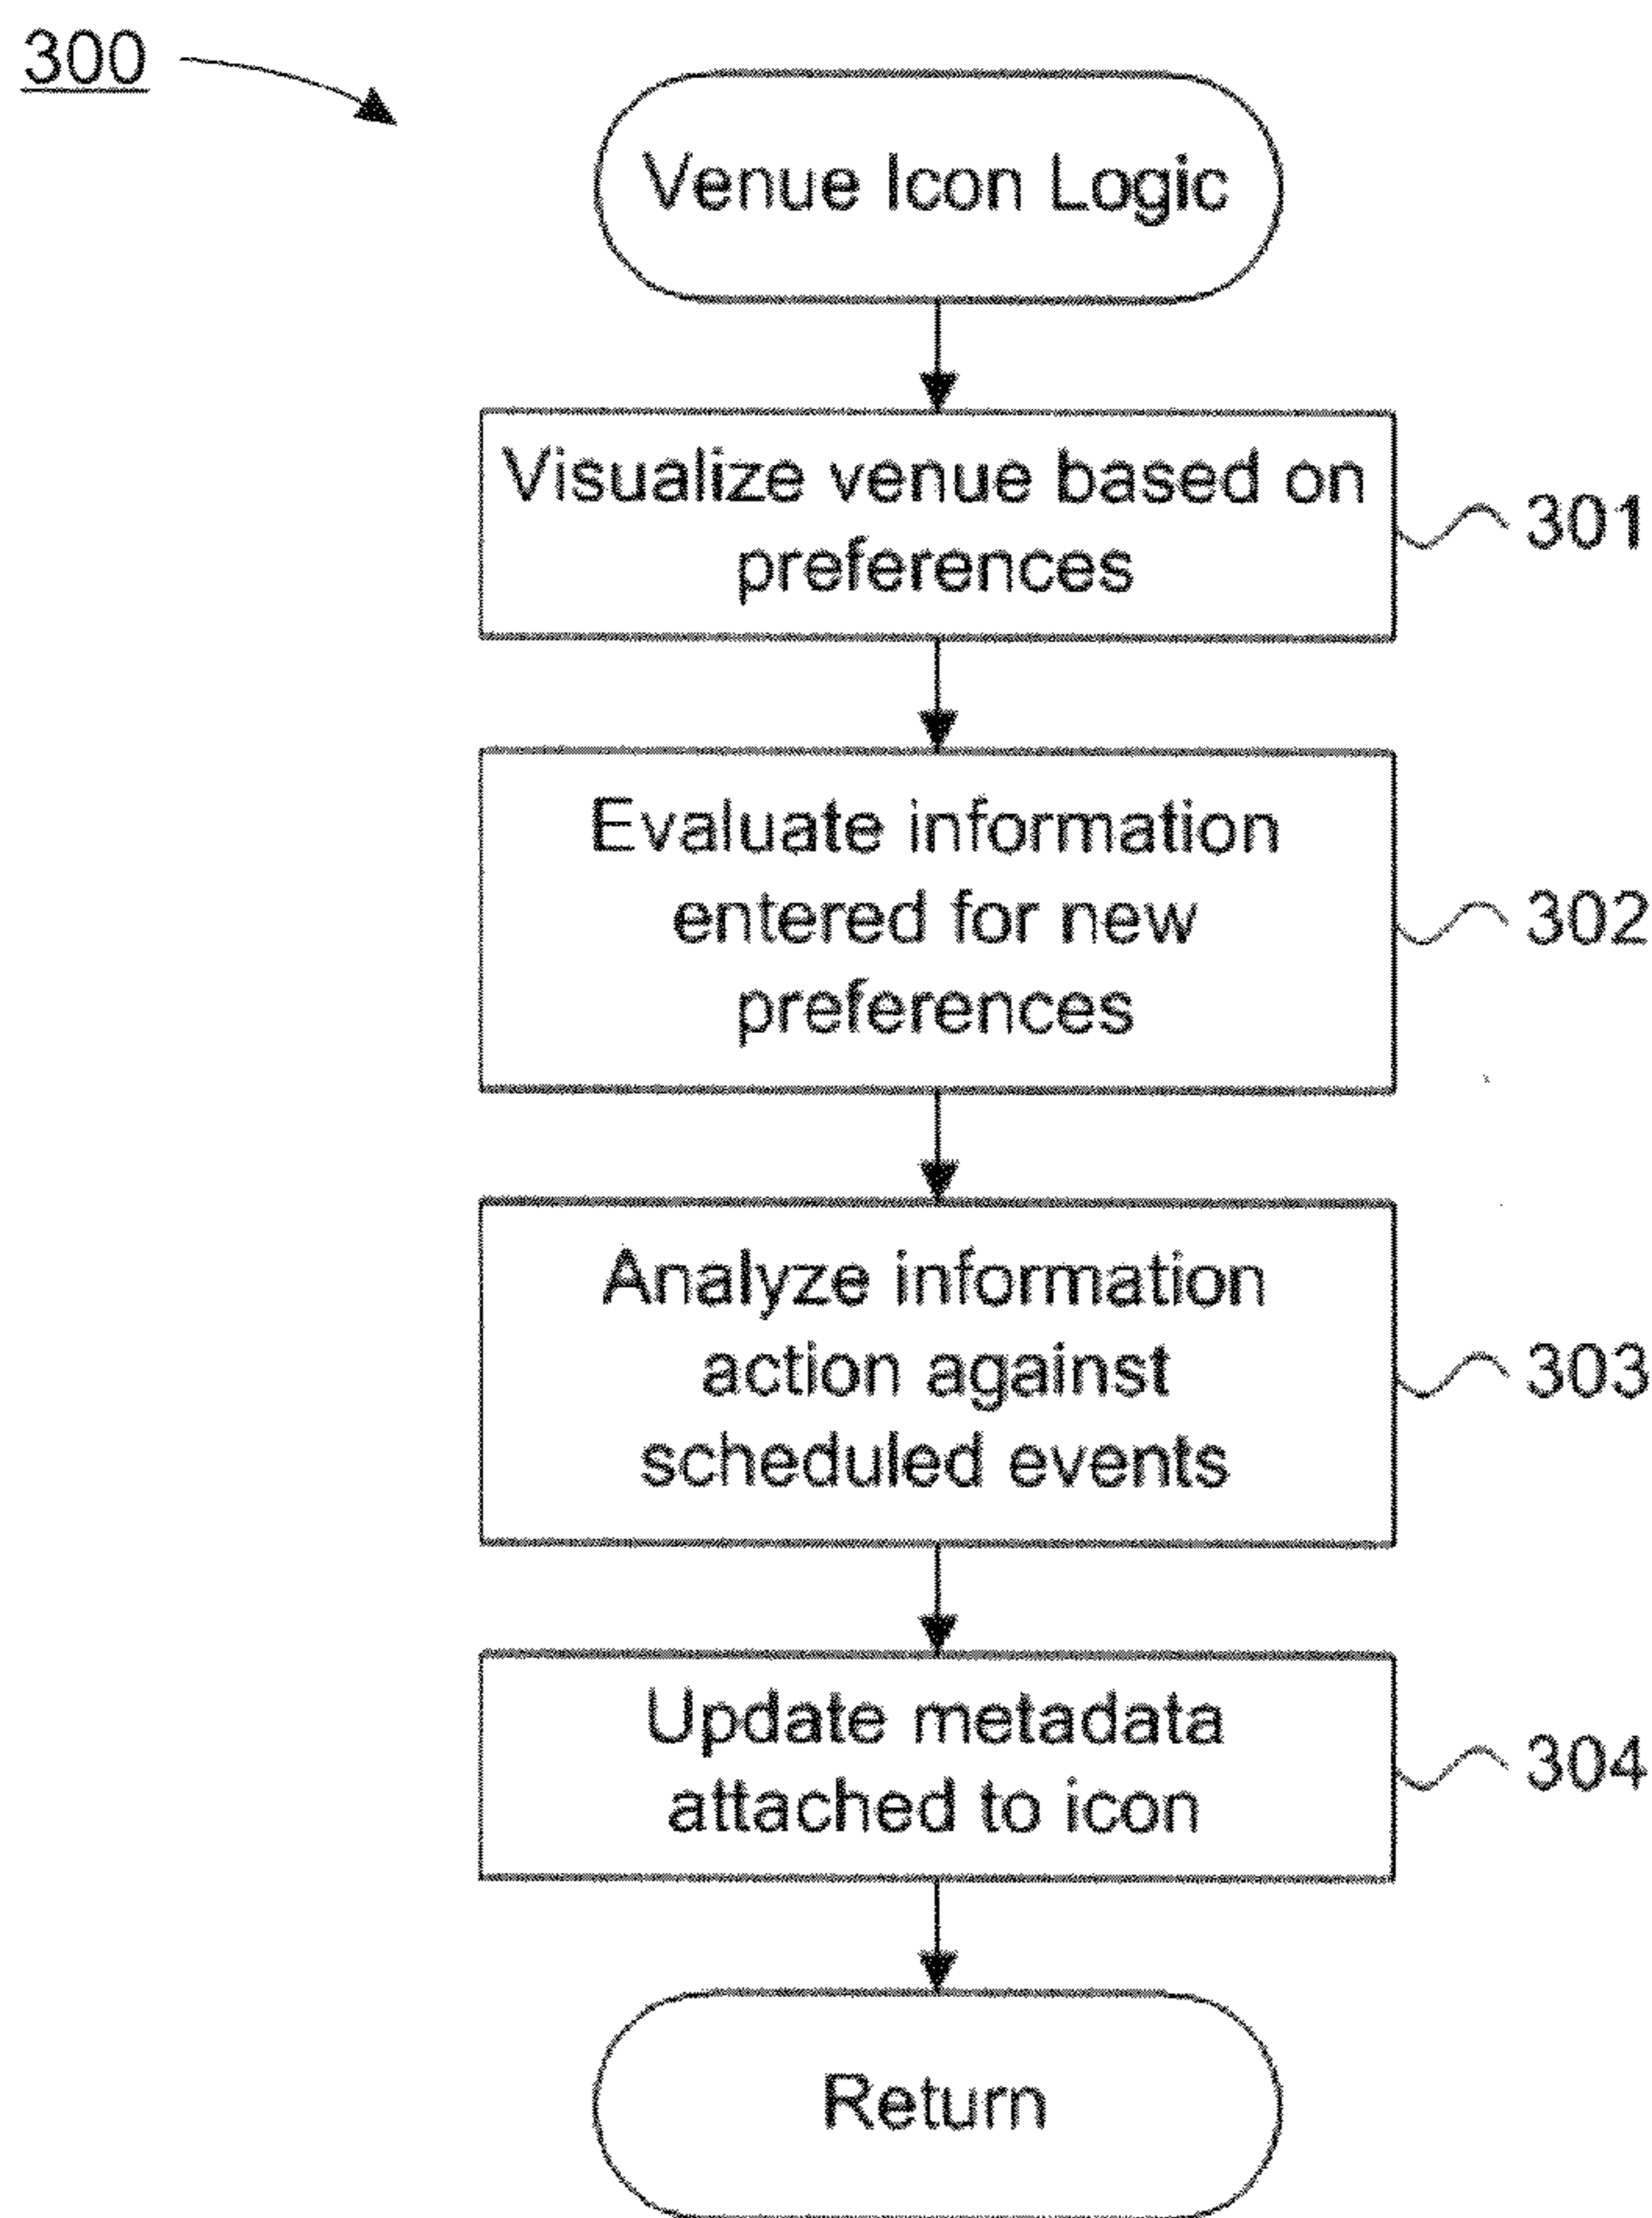 300
Venue Icon Logic
Visualize venue based on
preferences
301
Evaluate information
entered for new
preferences
302
Analyze information
action against
scheduled events
303
Update metadata
attached to icon
304
Return